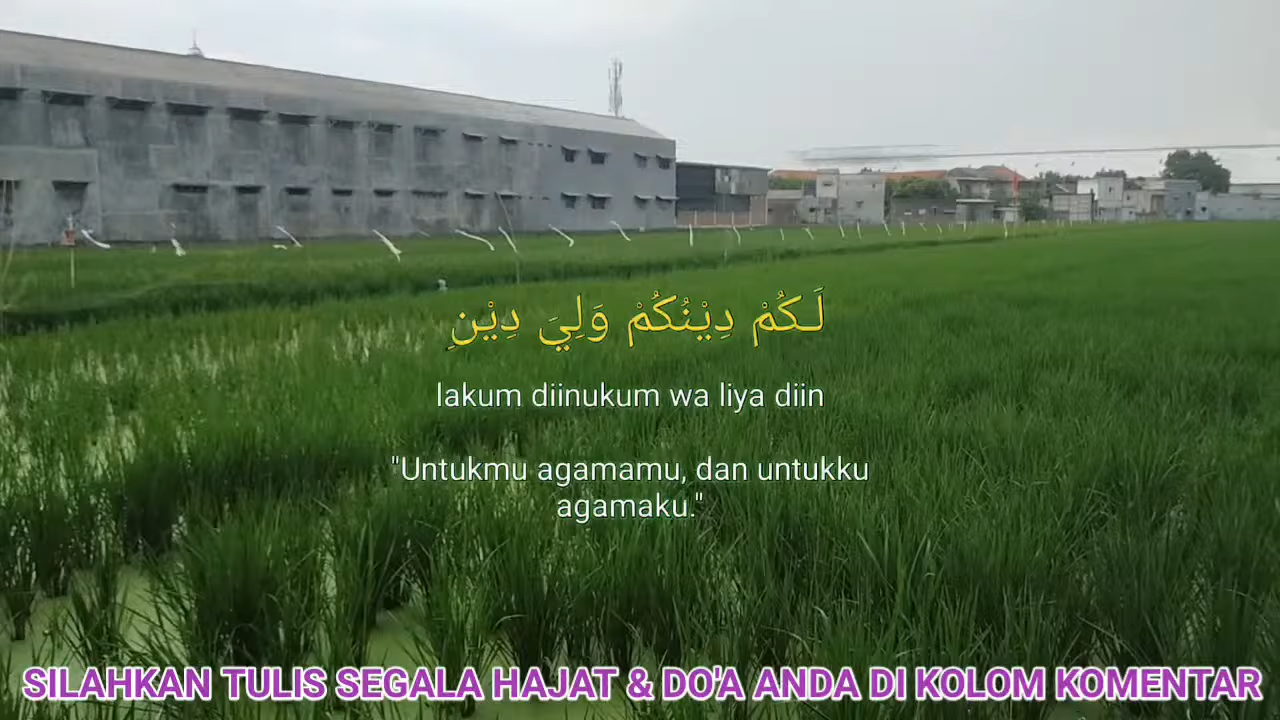 لَكُمْ دِيْنُكُمْ وَلِيَ دِيْنِ
lakum diinukum wa liya diin
"Untukmu agamamu, dan untukku
agamaku."
SILAHKAN TULIS SEGALA HAJAT & DO'A ANDA DI KOLOM KOMENTAR